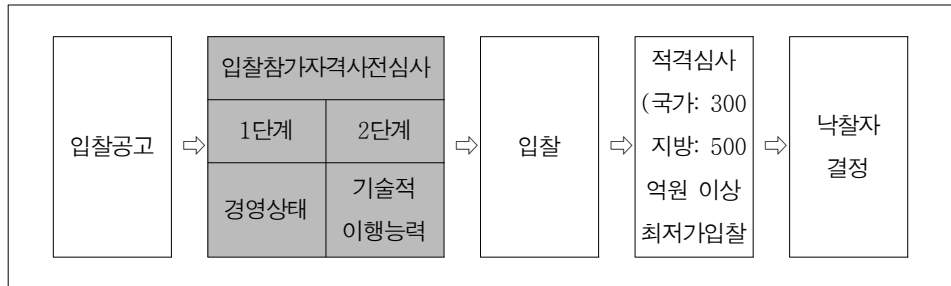 입찰공고
⇨
입찰참가자격사전심사
1단계
2단계
경영상태
기술적
이행능력
⇨
입찰
⇨
적격심사
(국가: 300
지방: 500
억원 이상
최저가입찰
⇨
낙찰자
결정